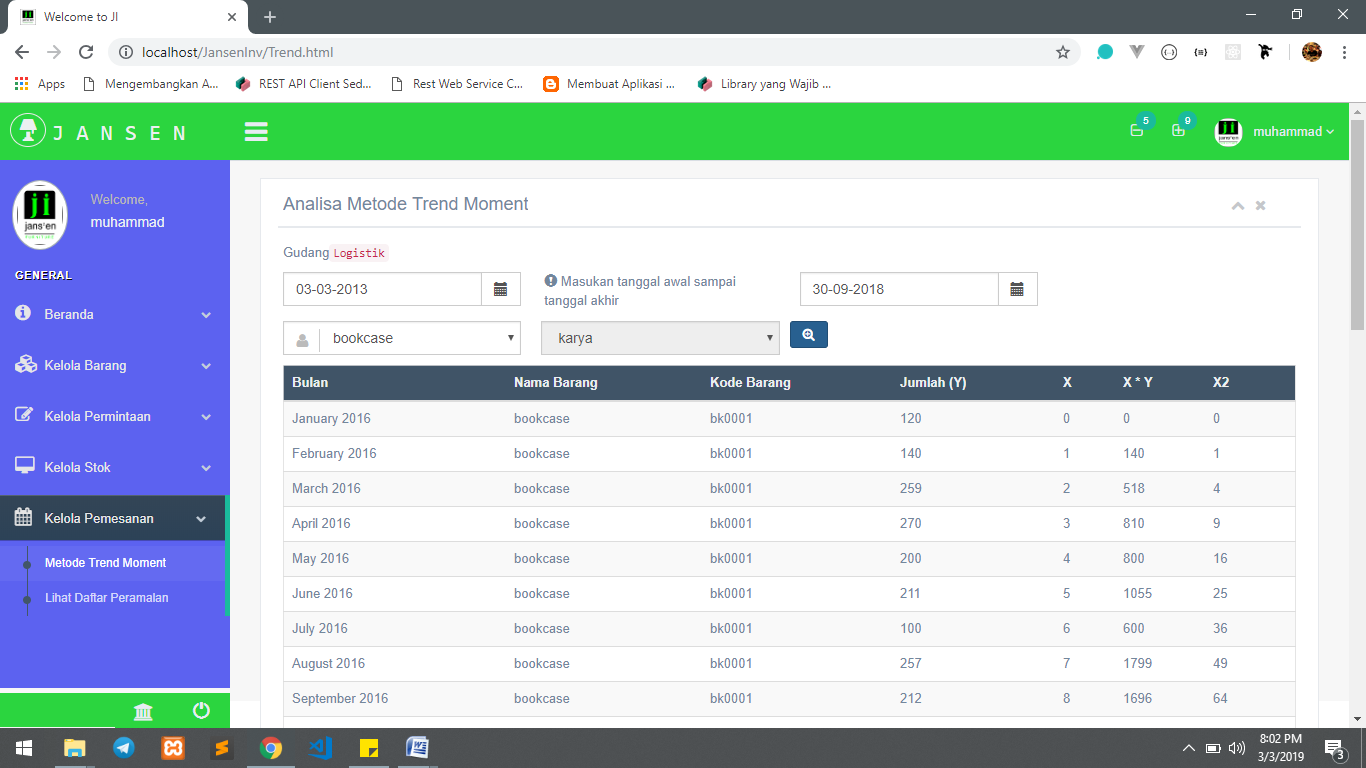 Welcome to JI
localhost/JansenInv/Trend.html
Apps
Mengembangkan A...
REST API Client Sed...
Rest Web Service C...
Membuat Aplikasi ...
Library yang Wajib ...
JANSEN
5
9
muhammad
ji
jans'en
Welcome,
muhammad
GENERAL
Beranda
Kelola Barang
Kelola Permintaan
Kelola Stok
Kelola Pemesanan
Metode Trend Moment
Lihat Daftar Peramalan
Analisa Metode Trend Moment
Gudang Logistik
03-03-2013
Masukan tanggal awal sampai
tanggal akhir
30-09-2018
bookcase
karya
Bulan Nama Barang Kode Barang Jumlah (Y) X X * Y X2
January 2016 bookcase bk0001 120 0 0 0
February 2016 bookcase bk0001 140 1 140 1
March 2016 bookcase bk0001 259 2 518 4
April 2016 bookcase bk0001 270 3 810 9
May 2016 bookcase bk0001 200 4 800 16
June 2016 bookcase bk0001 211 5 1055 25
July 2016 bookcase bk0001 100 6 600 36
August 2016 bookcase bk0001 257 7 1799 49
September 2016 bookcase bk0001 212 8 1696 64
8:02 PM
3/3/2019
3